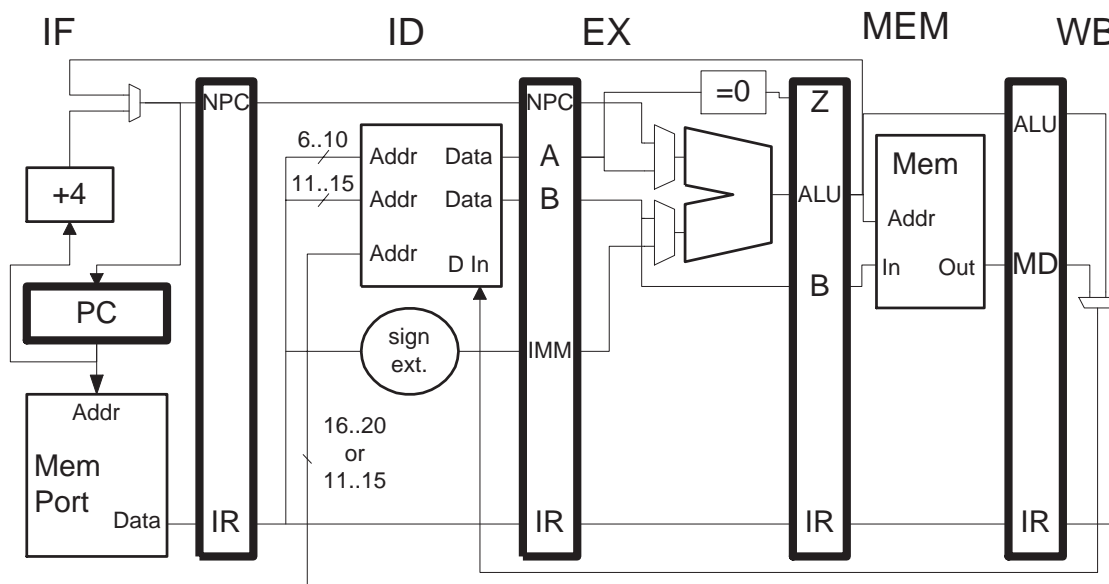 IF
ID
EX
MEM
WB
NPC
NPC
=0
Z
ALU
6..10
Addr
Data
A
Mem
+4
11..15
Addr
Data
B
ALU
Addr
Addr
D In
In
Out
MD
PC
B
sign
ext.
IMM
Addr
16..20
or
11..15
Mem
Port
Data
IR
IR
IR
IR